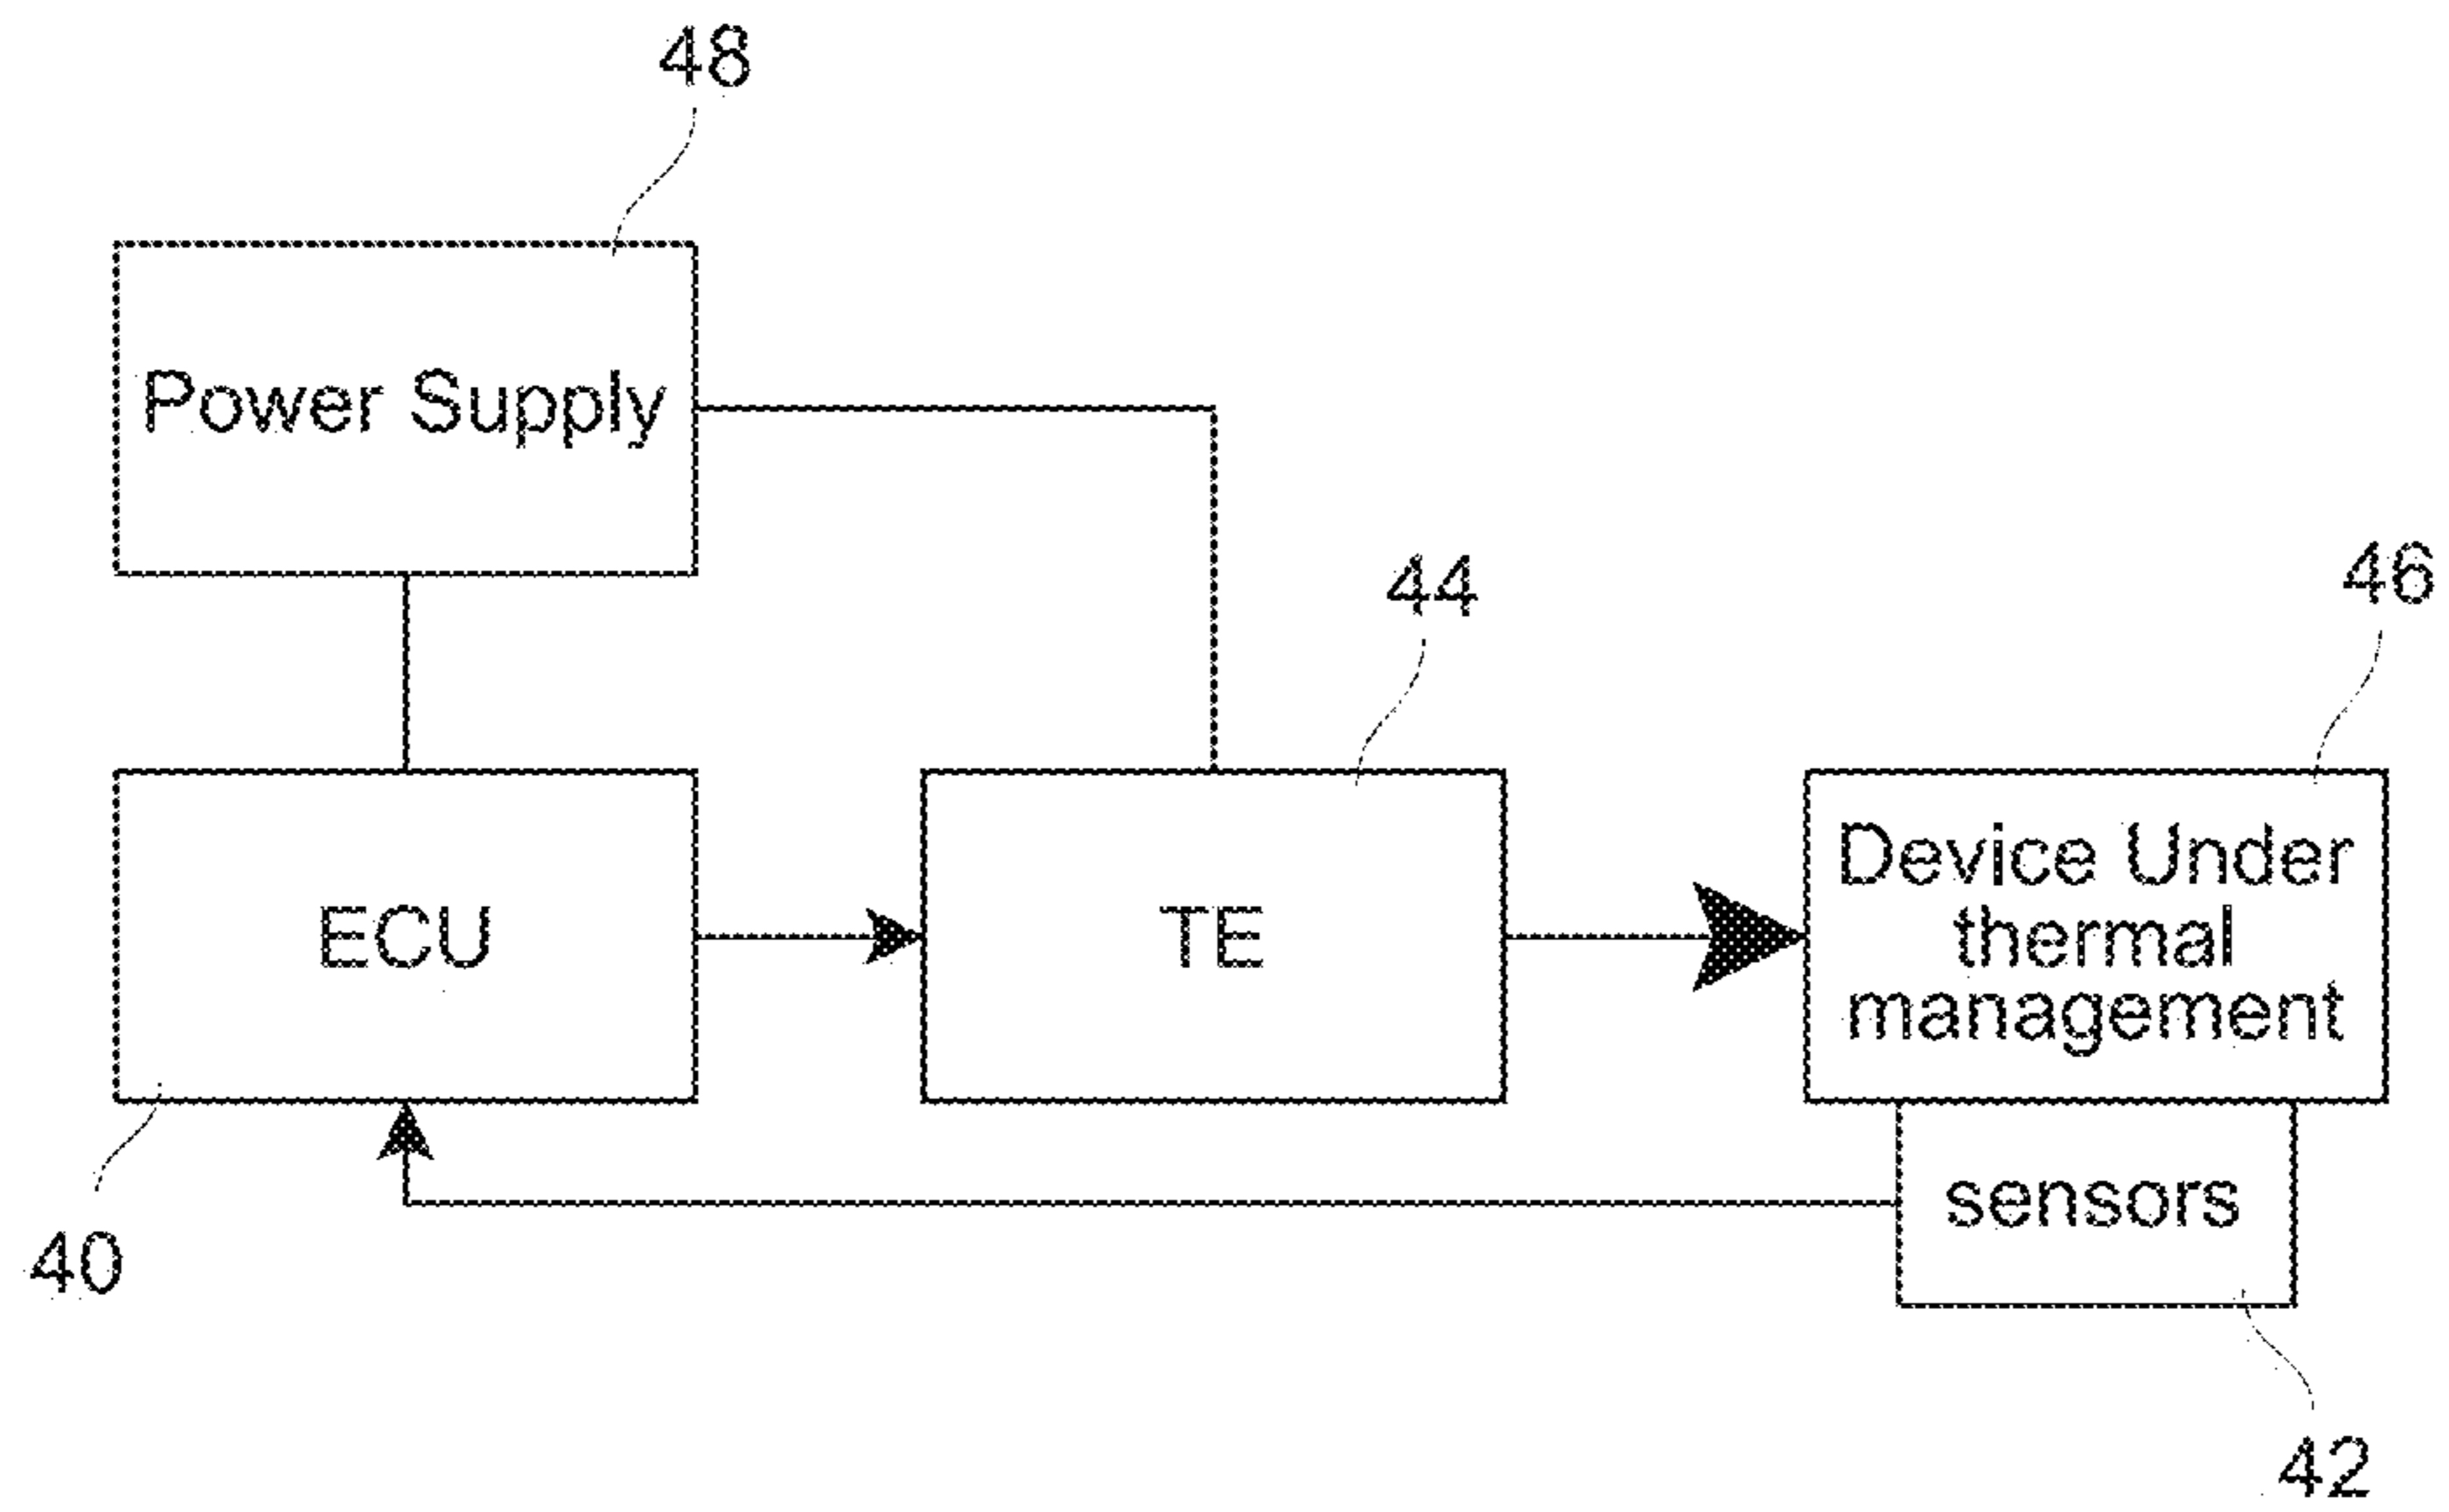 48
Power Supply
44
46
ECU
TE
Device Under
thermal
management
sensors
40
42